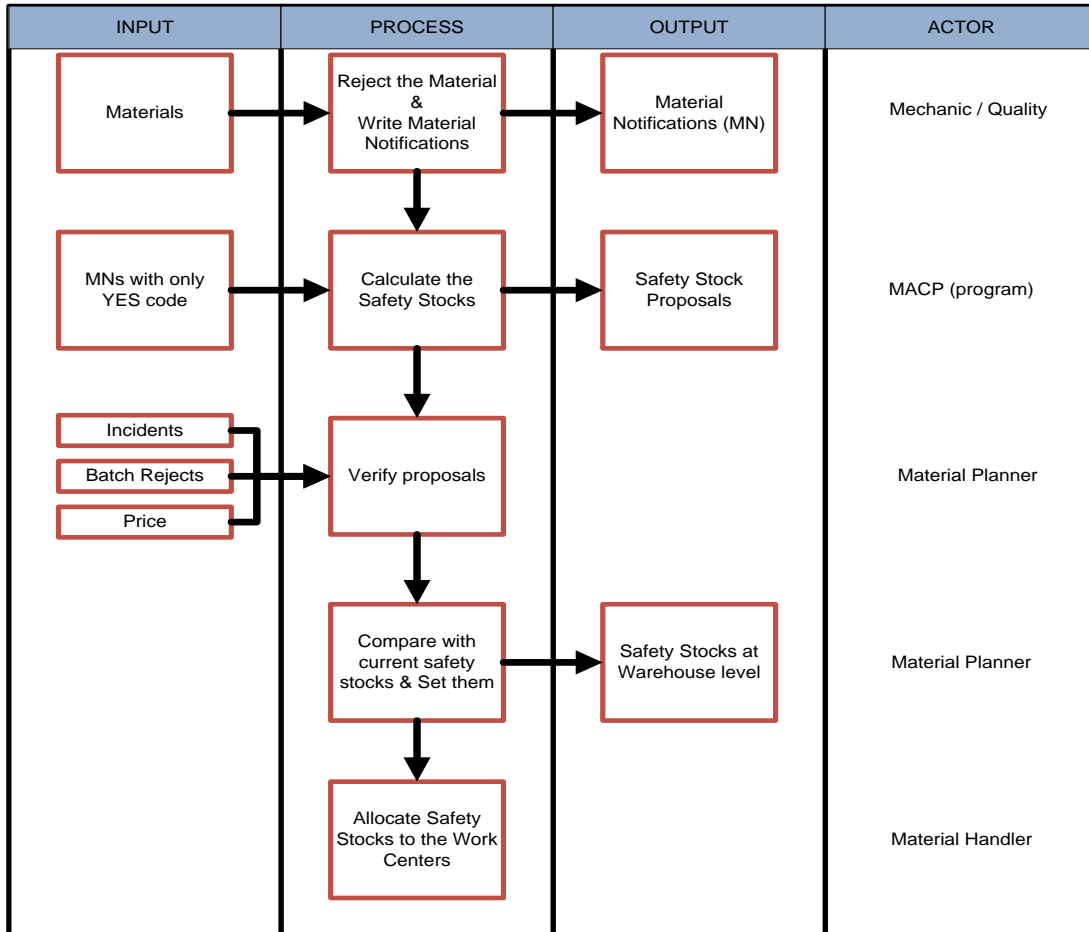 INPUT
PROCESS
OUTPUT
ACTOR
Materials
Reject the Material
&
Write Material
Notifications
Material
Notifications (MN)
Mechanic / Quality
MNs with only
YES code
Calculate the
Safety Stocks
Safety Stock
Proposals
MACP (program)
Incidents
Batch Rejects
Price
Verify proposals
Material Planner
Compare with
current safety
stocks & Set them
Safety Stocks at
Warehouse level
Material Planner
Allocate Safety
Stocks to the Work
Centers
Material Handler